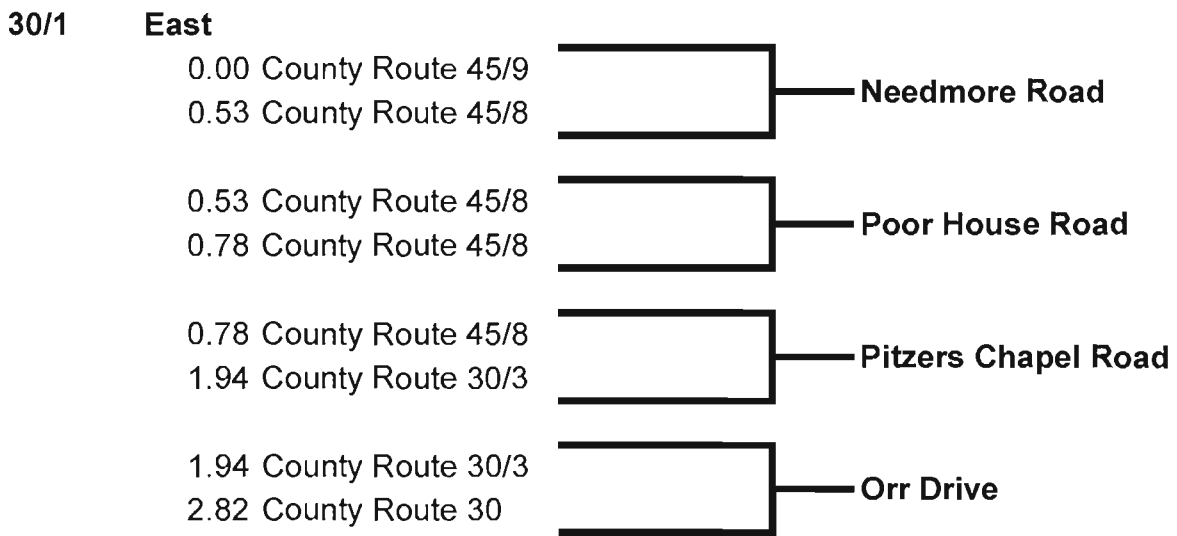 30/1 East
0.00 County Route 45/9
Needmore Road
0.53 County Route 45/8
0.53 County Route 45/8
Poor House Road
0.78 County Route 45/8
0.78 County Route 45/8
Pitzers Chapel Road
1.94 County Route 30/3
1.94 County Route 30/3
Orr Drive
2.82 County Route 30